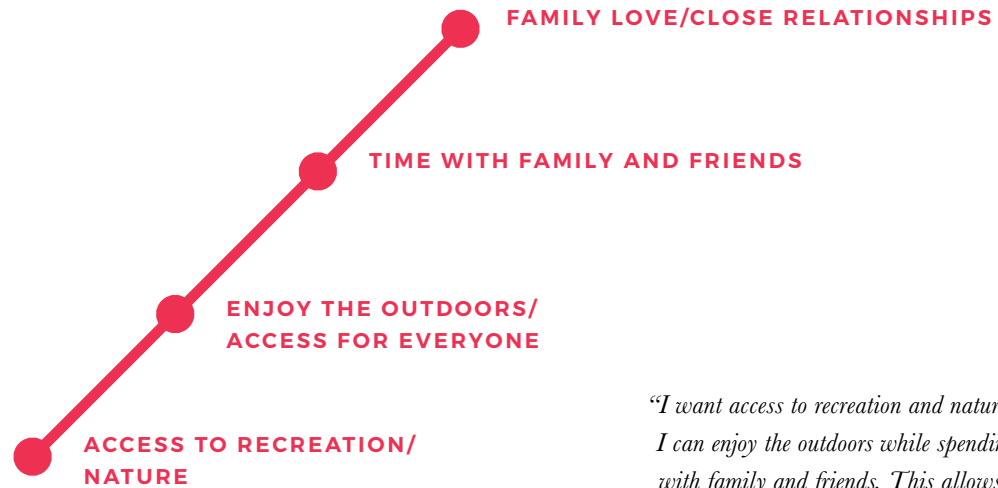 FAMILY LOVE/CLOSE RELATIONSHIPS
TIME WITH FAMILY AND FRIENDS
ENJOY THE OUTDOORS/
ACCESS FOR EVERYONE
ACCESS TO RECREATION/
NATURE
“I want access to recreation and natur
I can enjoy the outdoors while spendin
with family and friends. This allows